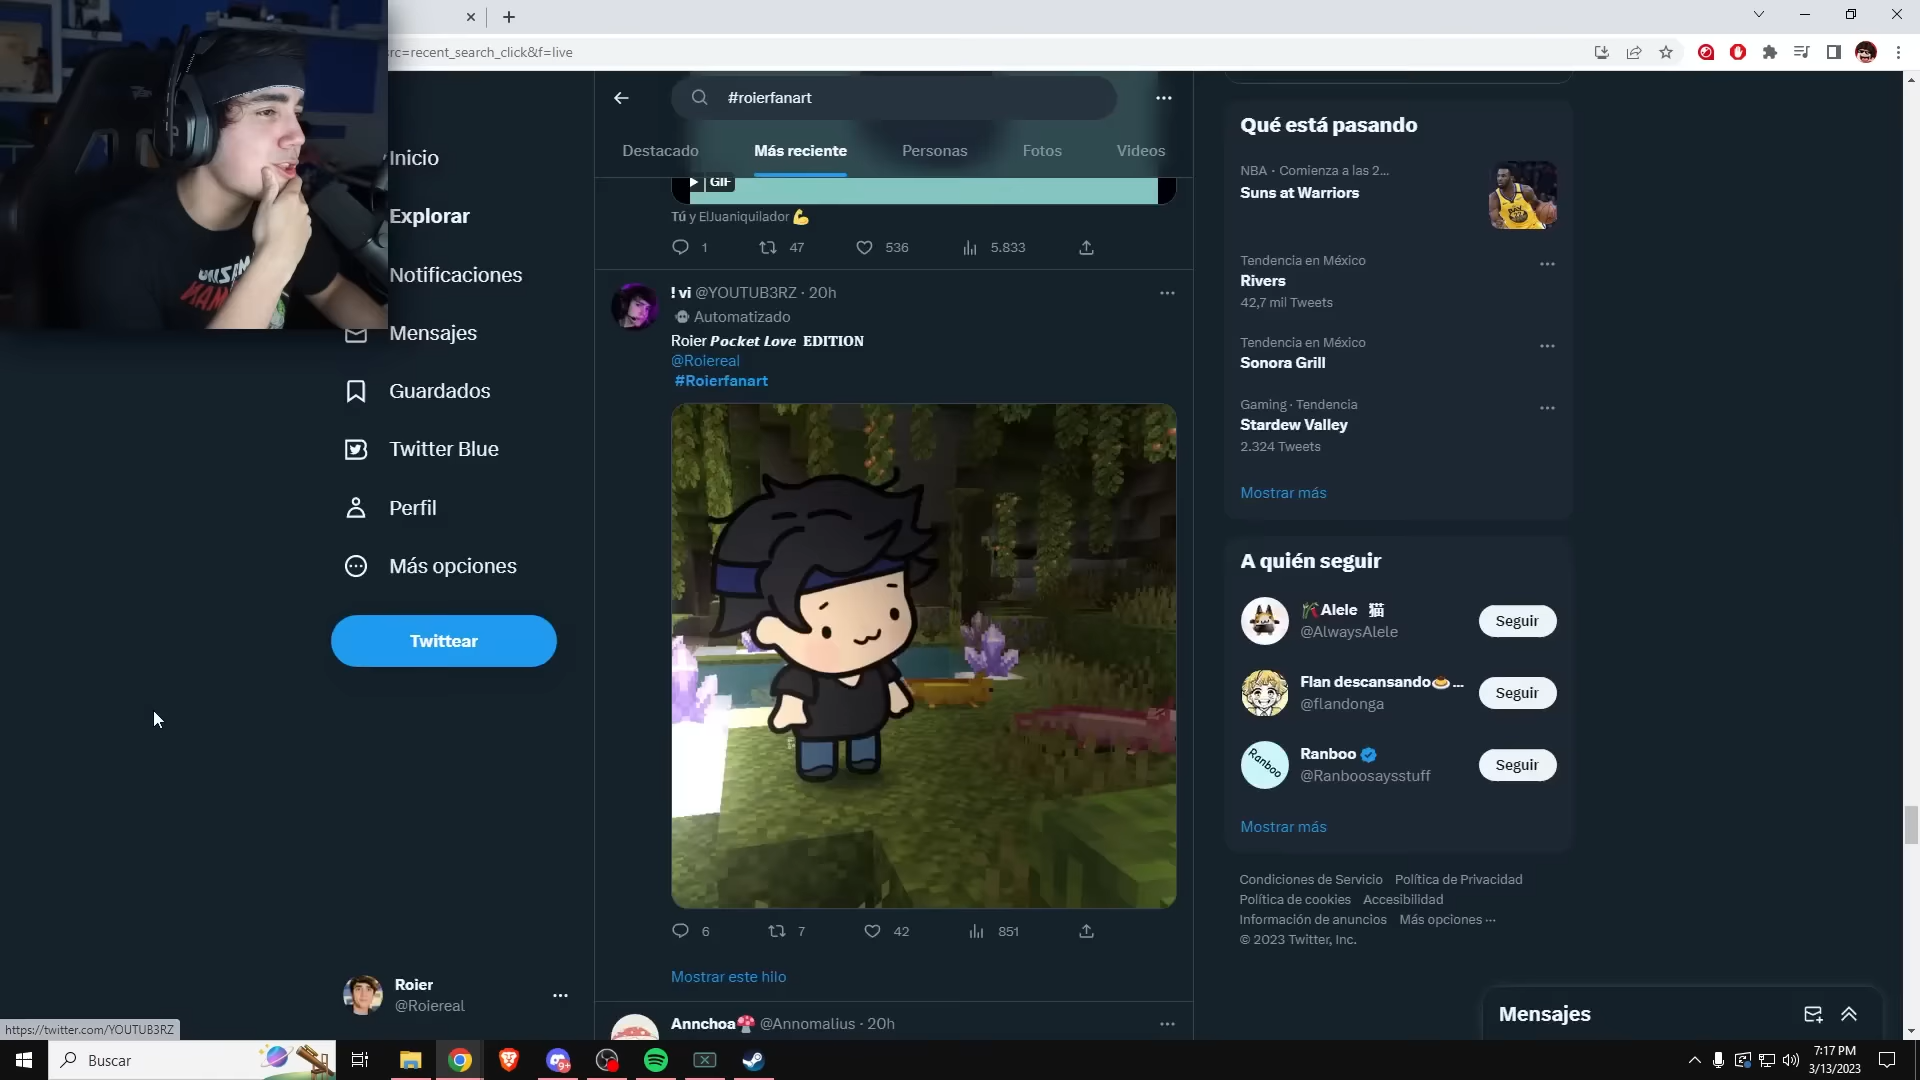 rc=recent_search_click&f=live
#roierfanart
Destacado
Más reciente
Personas
Fotos
Videos
Inicio
Explorar
Notificaciones
Mensajes
Guardados
Twitter Blue
Perfil
Más opciones
Twittear
Roier
@Roiereal
GIF
Tú y ElJuaniquilador 💪
1 47 536 5.833
! vi @YOUTUB3RZ · 20h
Automatizado
Roier Pocket Love EDITION
@Roiereal
#Roierfanart
6 7 42 851
Mostrar este hilo
Annchoa🍄 @Annomalius · 20h
Qué está pasando
NBA · Comienza a las 2...
Suns at Warriors
Tendencia en México
Rivers
42,7 mil Tweets
Tendencia en México
Sonora Grill
Gaming · Tendencia
Stardew Valley
2.324 Tweets
Mostrar más
A quién seguir
Alele 猫
@AlwaysAlele
Seguir
Flan descansando🍮...
@flandonga
Seguir
Ranboo
Ranboo
@Ranboosaysstuff
Seguir
Mostrar más
Condiciones de Servicio Política de Privacidad
Política de cookies Accesibilidad
Información de anuncios Más opciones ···
© 2023 Twitter, Inc.
Mensajes
https://twitter.com/YOUTUB3RZ
Buscar
9+
7:17 PM
3/13/2023